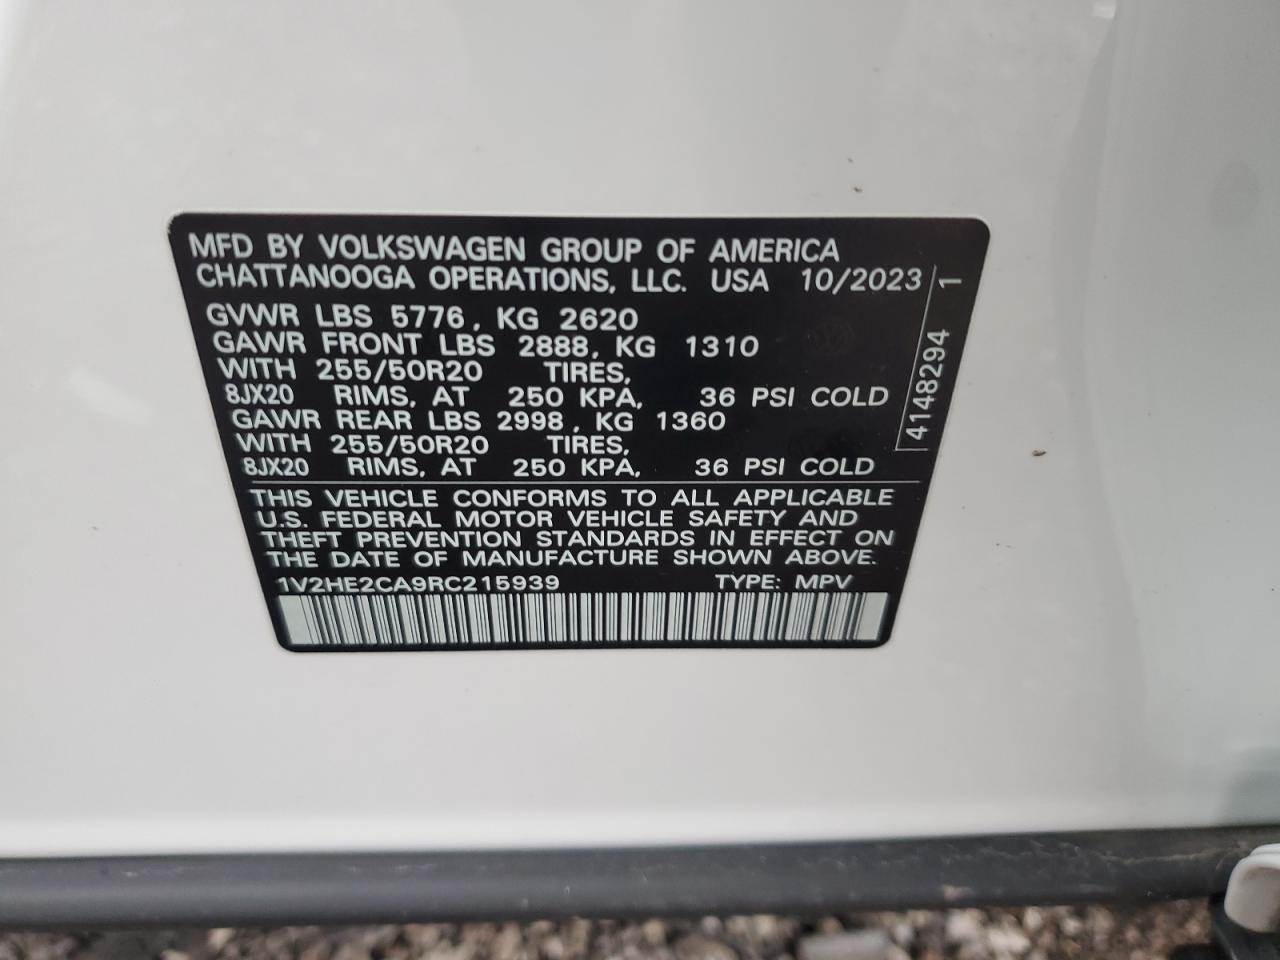 MFD BY VOLKSWAGEN GROUP OF AMERICA
CHATTANOOGA OPERATIONS, LLC. USA 10/2023
GVWR LBS 5776, KG 2620
GAWR FRONT LBS 2888, KG 1310
WITH 255/50R20 TIRES,
8JX20 RIMS, AT 250 KPA, 36 PSI COLD
GAWR REAR LBS 2998, KG 1360
WITH 255/50R20 TIRES,
8JX20 RIMS, AT 250 KPA, 36 PSI COLD
4148294 1
THIS VEHICLE CONFORMS TO ALL APPLICABLE
U.S. FEDERAL MOTOR VEHICLE SAFETY AND
THEFT PREVENTION STANDARDS IN EFFECT ON
THE DATE OF MANUFACTURE SHOWN ABOVE.
1V2HE2CA9RC215939 TYPE: MPV